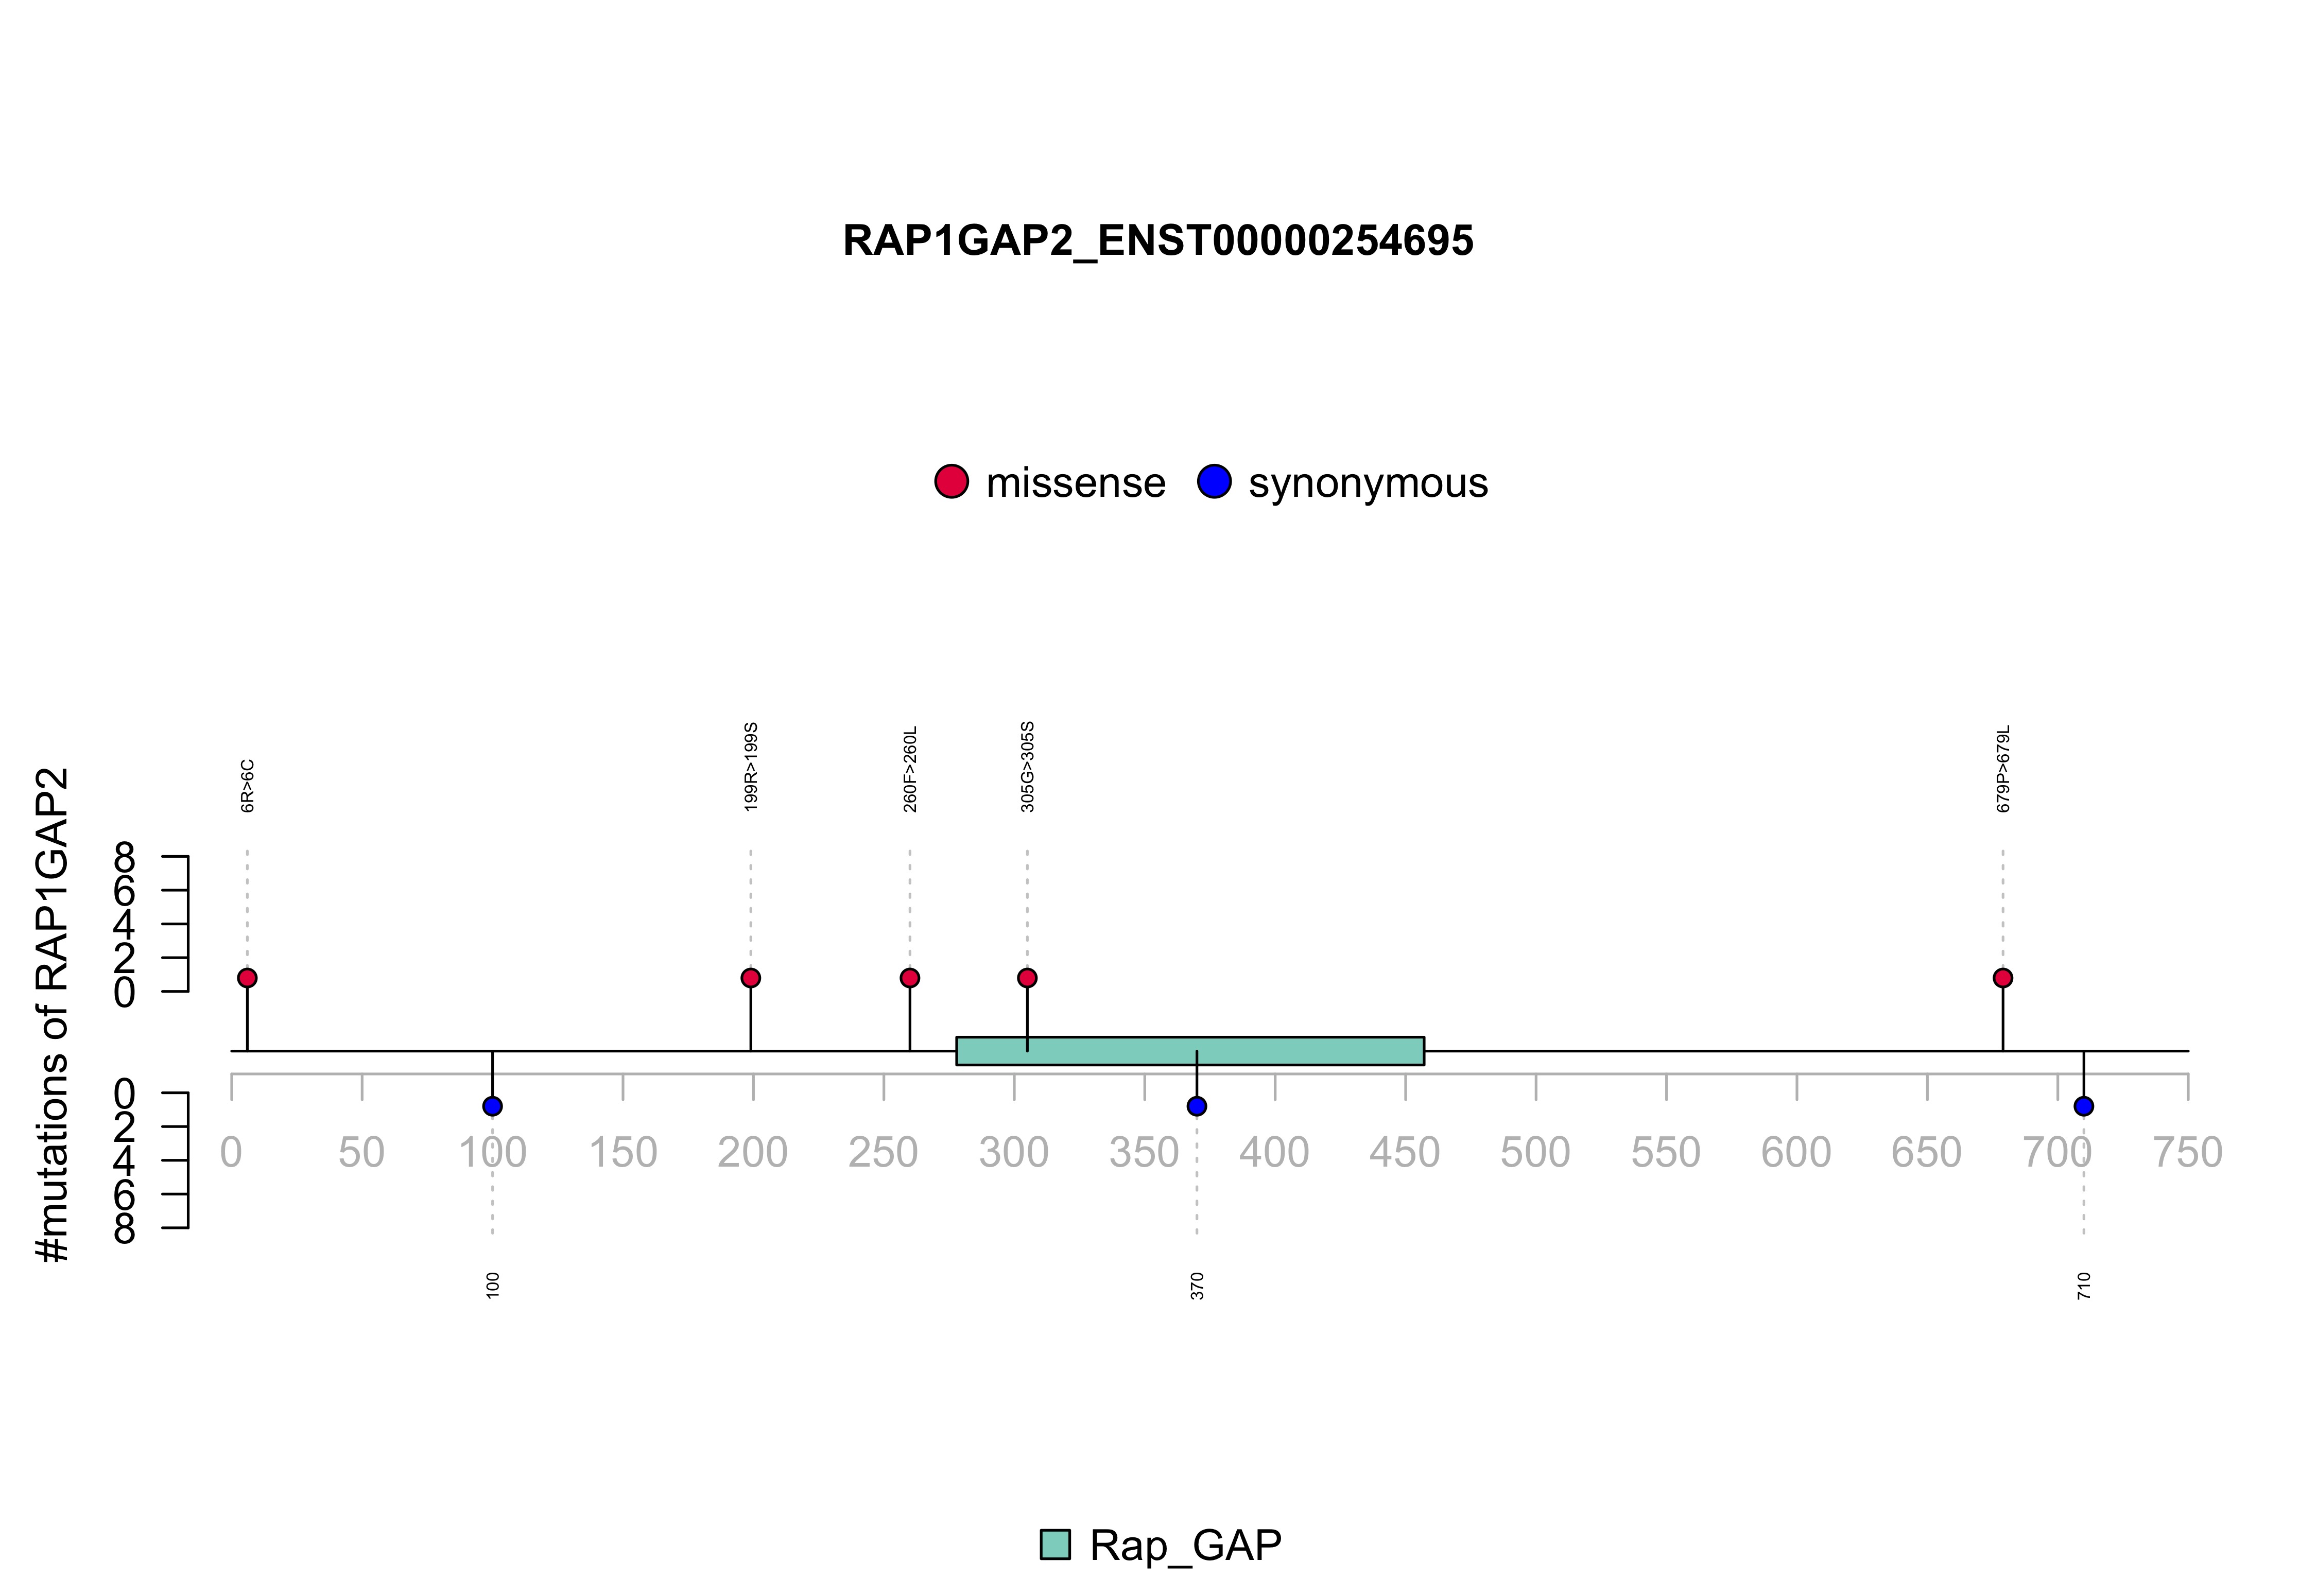 RAP1GAP2_ENST00000254695
missense synonymous
6R>6C 199R>199S 260F>260L 305G>305S 679P>679L
#mutations of RAP1GAP2
8
6
4
2
0
0
2
4
6
8
0 50 100 150 200 250 300 350 400 450 500 550 600 650 700 750
100 370 710
Rap_GAP